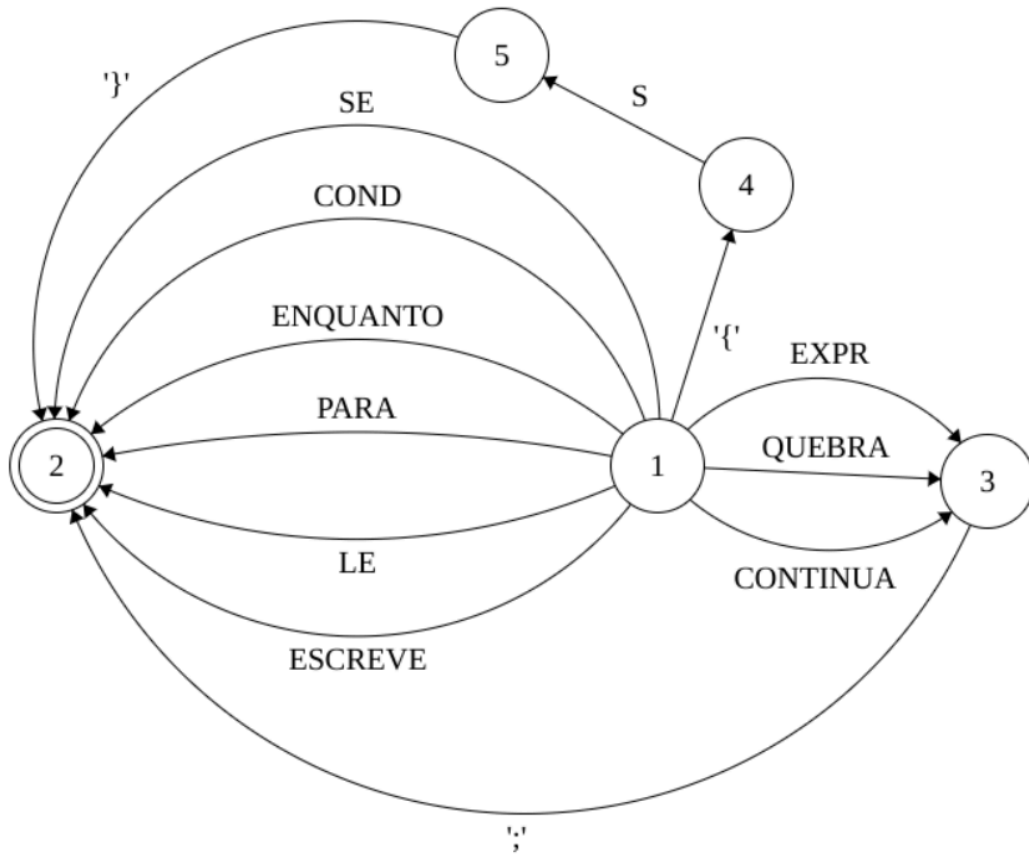 5
'}'
SE
S
4
COND
ENQUANTO
'{'
EXPR
PARA
QUEBRA
2
1
3
LE
CONTINUA
ESCREVE
';'